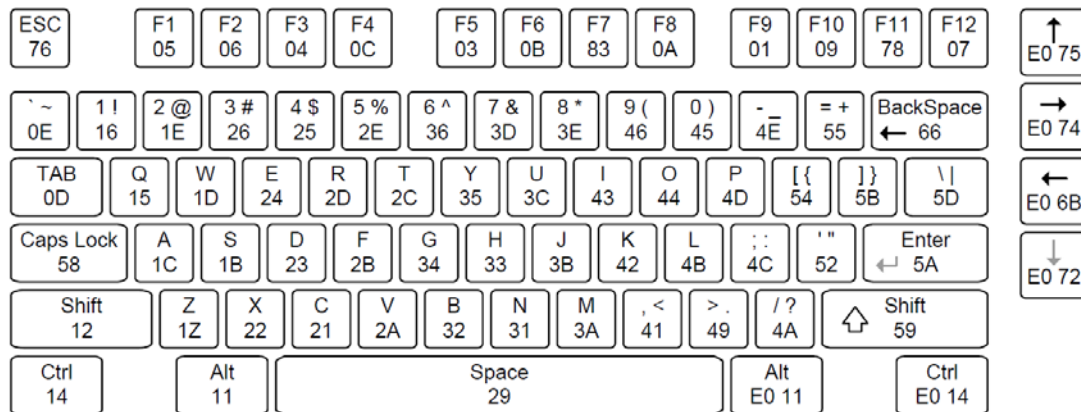 ESC F1 F2 F3 F4 F5 F6 F7 F8 F9 F10 F11 F12 ↑
76 05 06 04 0C 03 0B 83 0A 01 09 78 07 E0 75
` ~ 1 ! 2 @ 3 # 4 $ 5 % 6 ^ 7 & 8 * 9 ( 0 ) - _ = + BackSpace →
0E 16 1E 26 25 2E 36 3D 3E 46 45 4E 55 ← 66 E0 74
TAB Q W E R T Y U I O P [ { ] } \ | ←
0D 15 1D 24 2D 2C 35 3C 43 44 4D 54 5B 5D E0 6B
Caps Lock A S D F G H J K L ; : ' " Enter ↓
58 1C 1B 23 2B 34 33 3B 42 4B 4C 52 ↵ 5A E0 72
Shift Z X C V B N M , < > . / ? ⇧ Shift
12 1Z 22 21 2A 32 31 3A 41 49 4A 59
Ctrl Alt Space Alt Ctrl
14 11 29 E0 11 E0 14